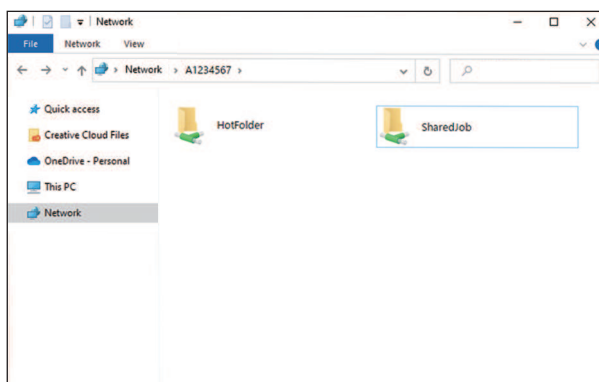 Network
File Network View
Network A1234567
Quick access
Creative Cloud Files
OneDrive - Personal
This PC
Network
HotFolder SharedJob